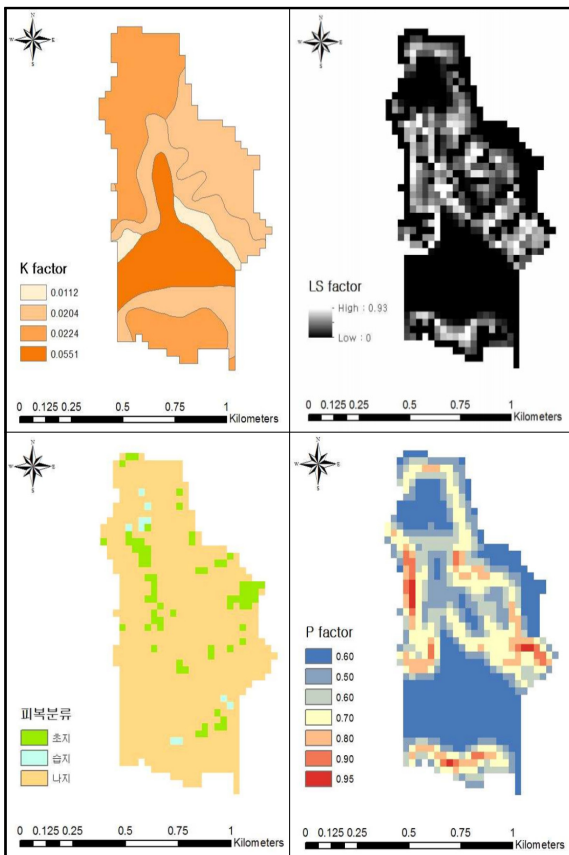 N
W E
S
K factor
0.0112
0.0204
0.0224
0.0551
0 0.125 0.25 0.5 0.75 1
Kilometers
N
W E
S
LS factor
High : 0.93
Low : 0
0 0.125 0.25 0.5 0.75 1
Kilometers
N
W E
S
피복분류
초지
습지
나지
0 0.125 0.25 0.5 0.75 1
Kilometers
N
W E
S
P factor
0.60
0.50
0.60
0.70
0.80
0.90
0.95
0 0.125 0.25 0.5 0.75 1
Kilometers